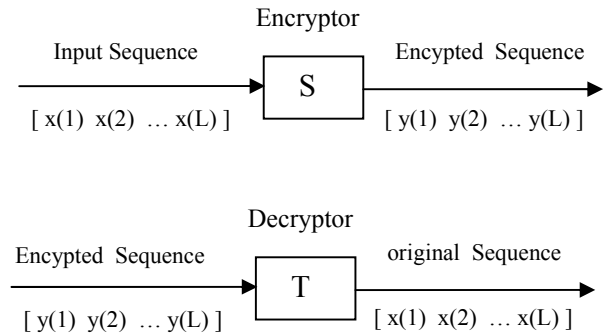 Encryptor
Input Sequence
S
Encypted Sequence
[ x(1) x(2) … x(L) ]
[ y(1) y(2) … y(L) ]
Decryptor
Encypted Sequence
T
original Sequence
[ y(1) y(2) … y(L) ]
[ x(1) x(2) … x(L) ]